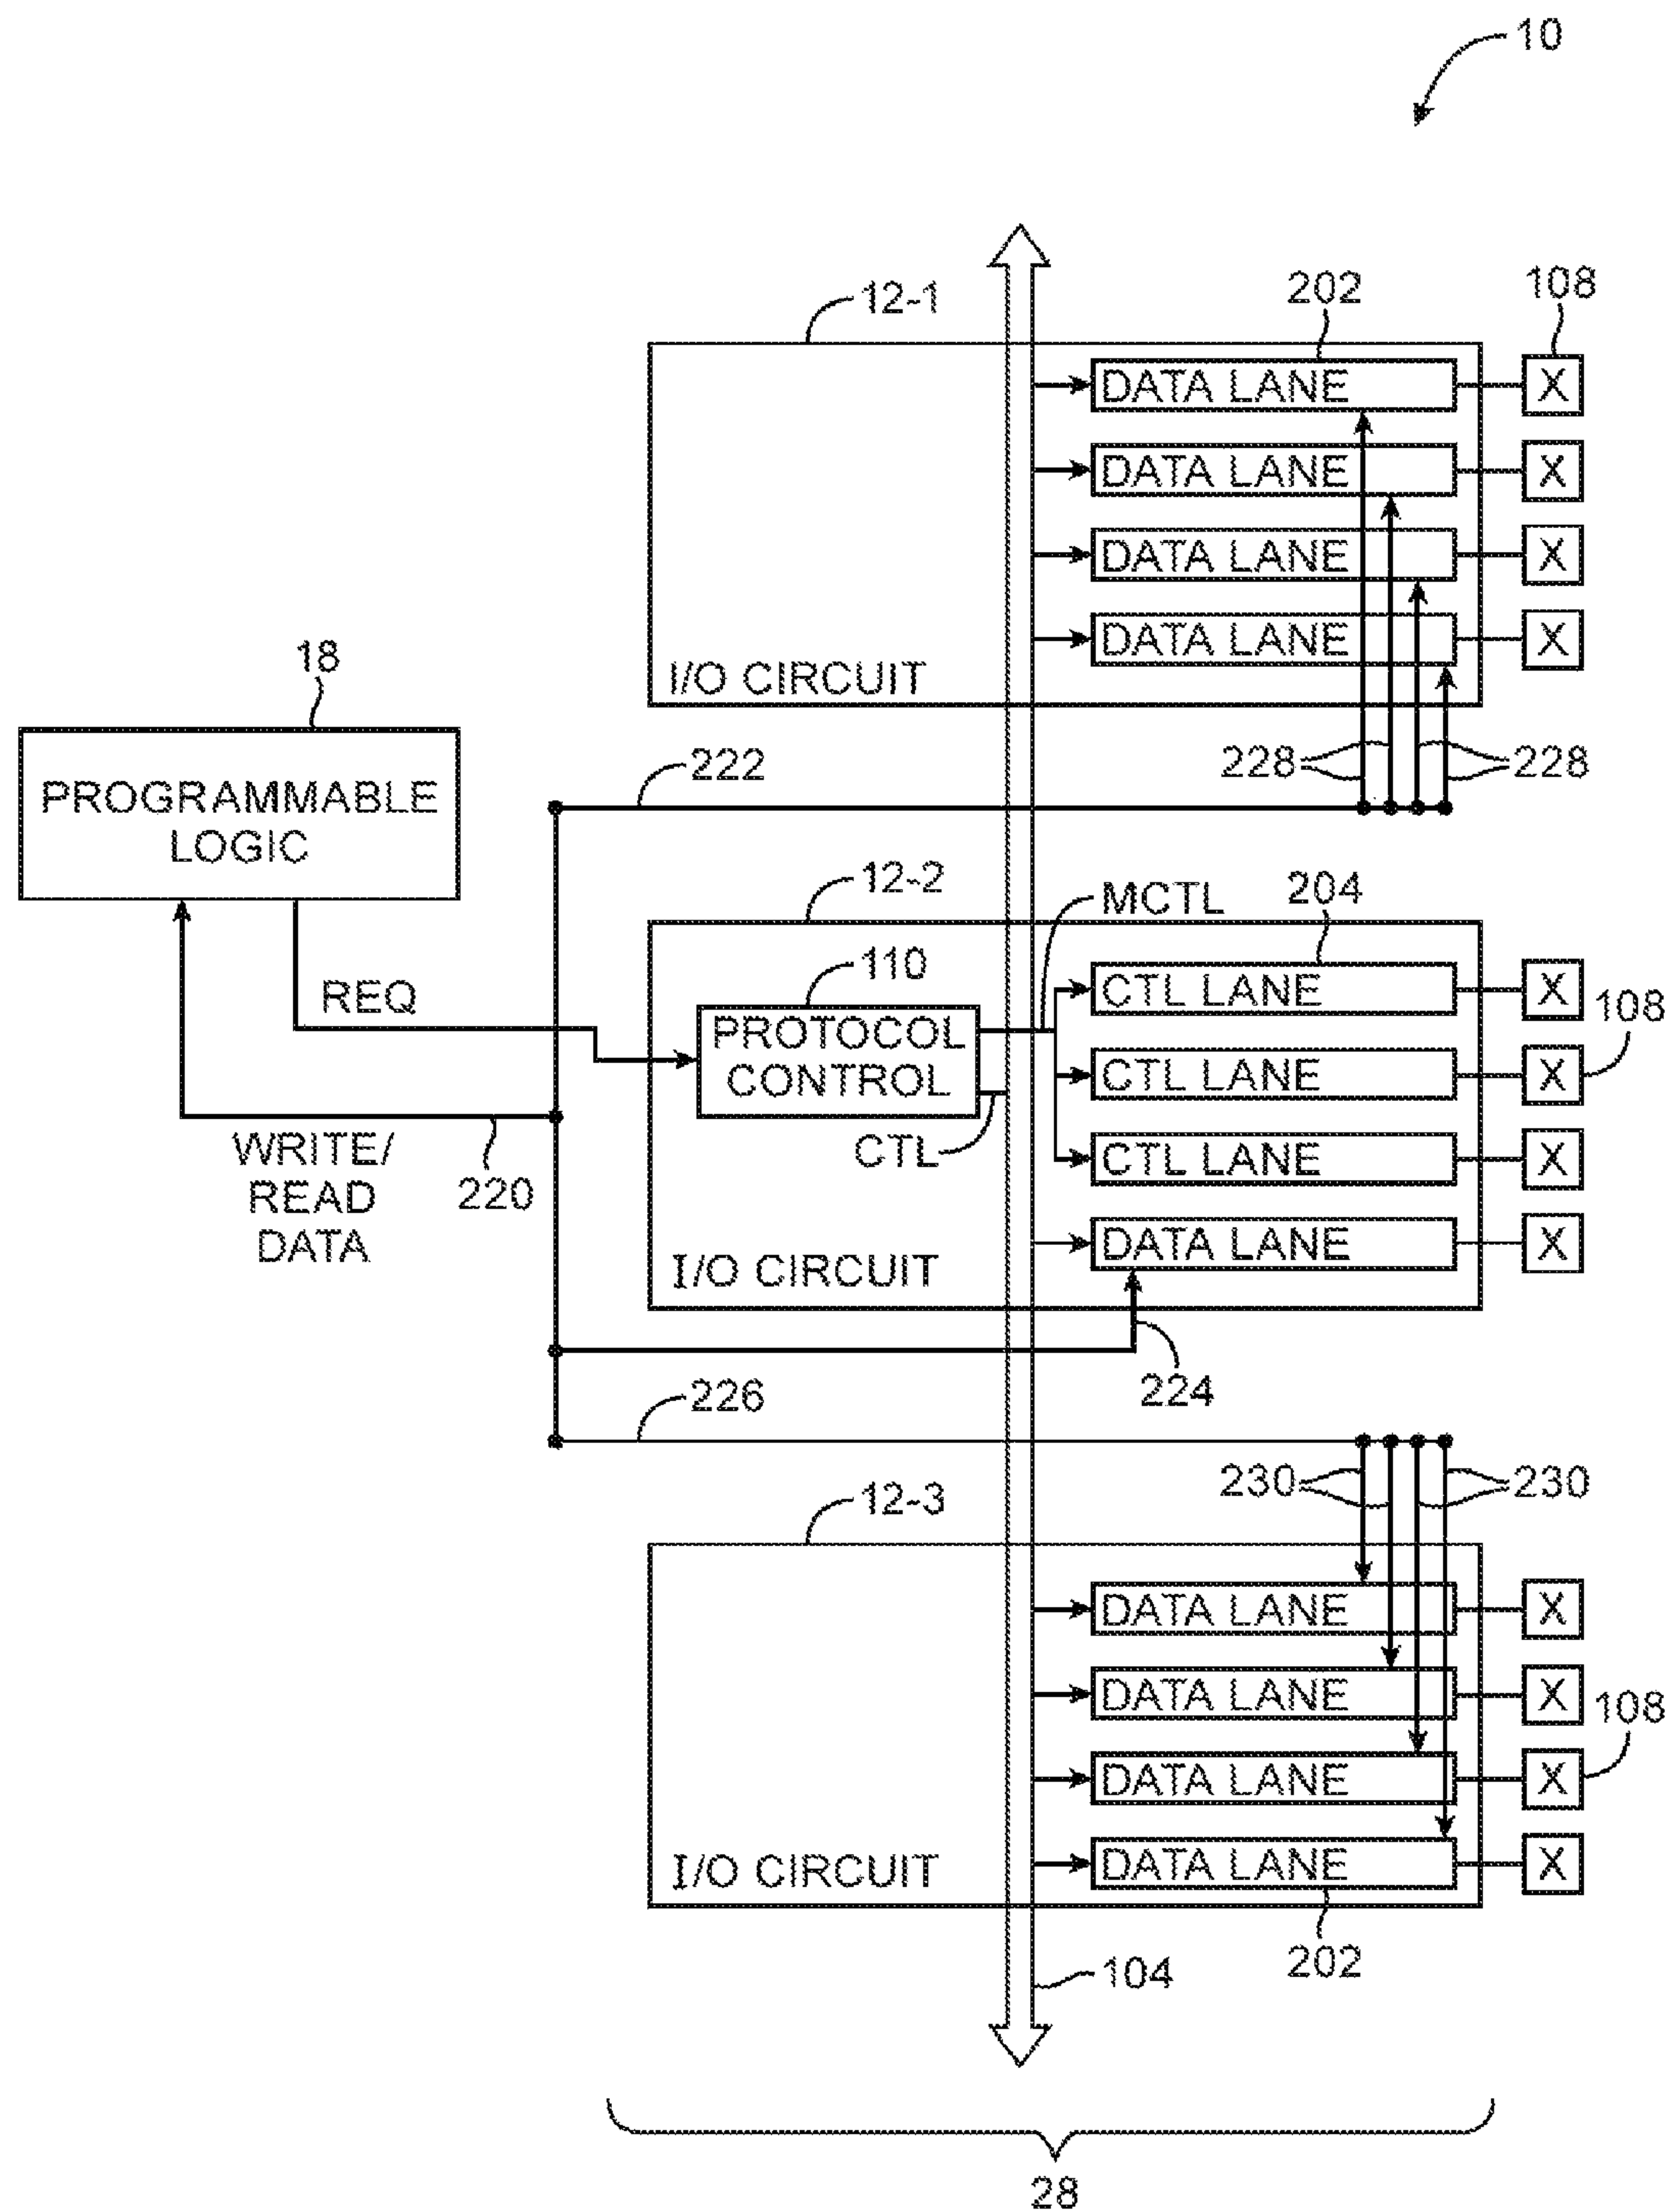 10
12-1
202
108
DATA LANE
X
DATA LANE
X
DATA LANE
X
DATA LANE
X
I/O CIRCUIT
18
PROGRAMMABLE
LOGIC
222
228
228
12-2
MCTL
204
110
REQ
PROTOCOL
CONTROL
CTL
CTL LANE
X
108
CTL LANE
X
CTL LANE
X
DATA LANE
X
WRITE/
READ
DATA
220
I/O CIRCUIT
224
226
230
230
12-3
DATA LANE
X
DATA LANE
X
108
DATA LANE
X
DATA LANE
X
I/O CIRCUIT
202
104
28